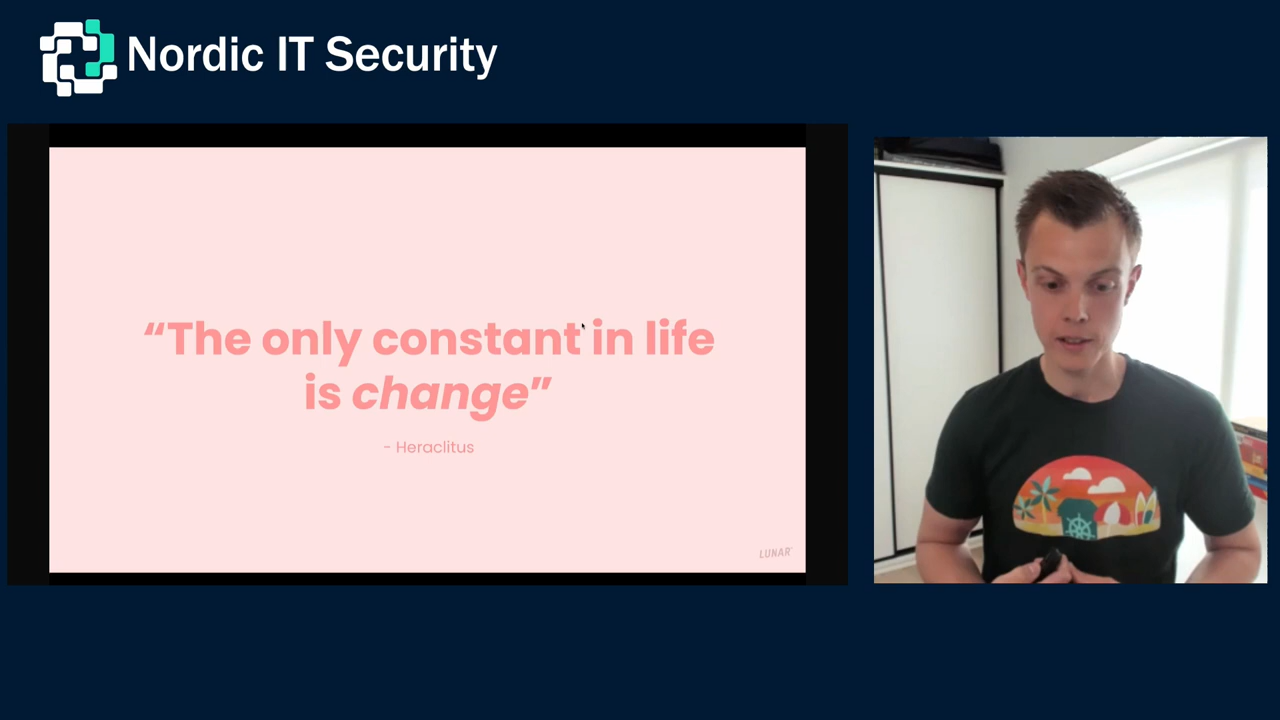 Nordic IT Security
“The only constant in life
is change”
- Heraclitus
LUNAR